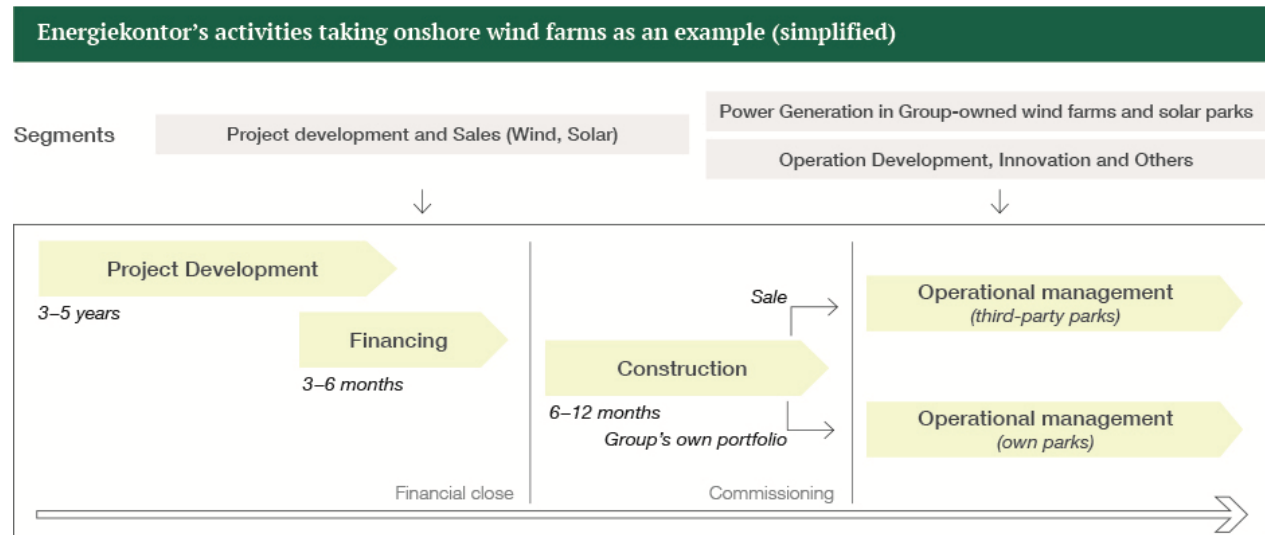 Energiekontor's activities taking onshore wind farms as an example (simplified)
Segments
Project development and Sales (Wind, Solar)
Power Generation in Group-owned wind farms and solar parks
Operation Development, Innovation and Others
Project Development
3–5 years
Financing
3–6 months
Construction
6–12 months
Sale
Group's own portfolio
Operational management
(third-party parks)
Operational management
(own parks)
Financial close
Commissioning